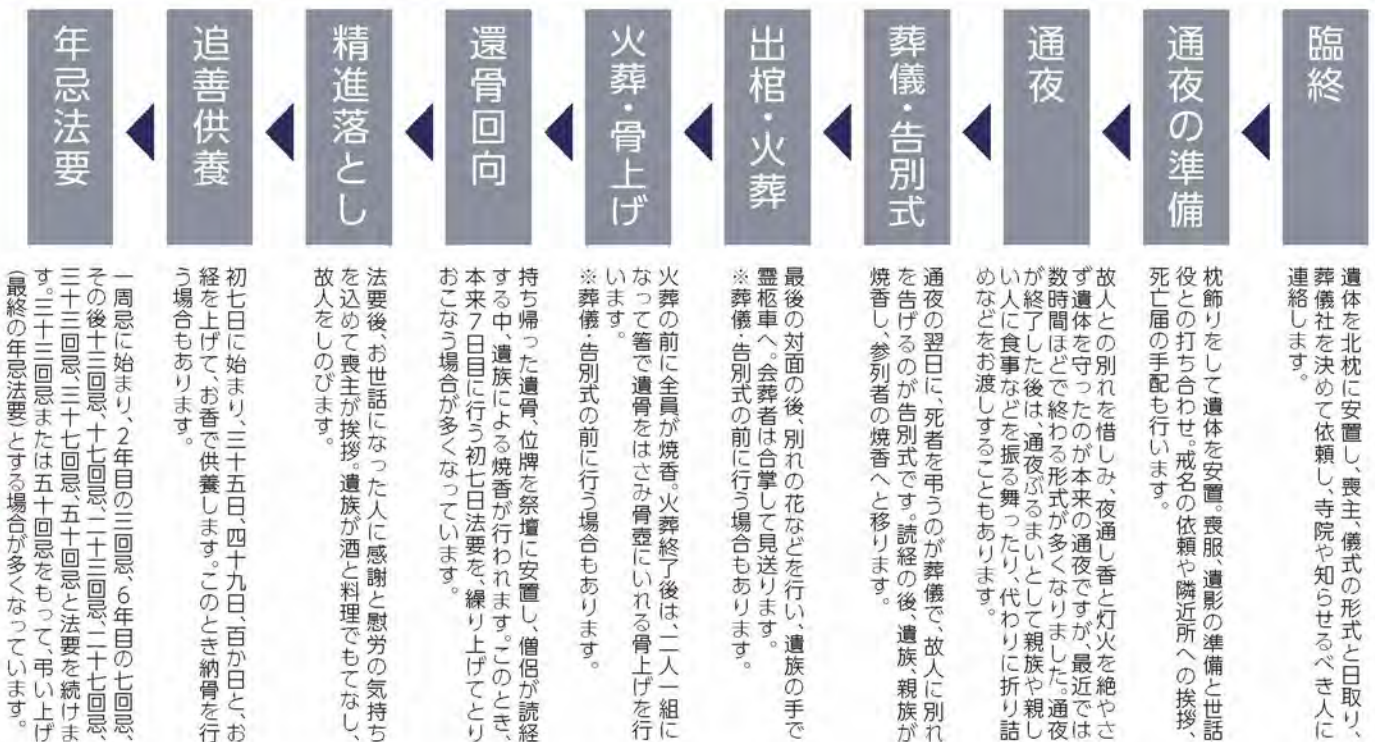 臨終
遺体を北枕に安置し、喪主、儀式の形式と日取り、
葬儀社を決めて依頼し、寺院や知らせるべき人に
連絡します。
通夜の準備
枕飾りをして遺体を安置。喪服、遺影の準備と世話
役との打ち合わせ。戒名の依頼や隣近所への挨拶、
死亡届の手配も行います。
通夜
故人との別れを惜しみ、夜通し香と灯火を絶やさ
ず遺体を守ったのが本来の通夜ですが、最近では
数時間ほどで終わる形式が多くなりました。通夜
が終了した後は、通夜ぶるまいとして親族や親し
い人に食事などを振る舞ったり、代わりに折り詰
めなどをお渡しすることもあります。
葬儀・告別式
通夜の翌日に、死者を弔うのが葬儀で、故人に別れ
を告げるのが告別式です。読経の後、遺族、親族が
焼香し、参列者の焼香へと移ります。
出棺・火葬
最後の対面の後、別れの花などを行い、遺族の手で
霊柩車へ。会葬者は合掌して見送ります。
※葬儀・告別式の前に行う場合もあります。
火葬・骨上げ
火葬の前に全員が焼香。火葬終了後は、二人一組に
なって箸で遺骨をはさみ骨壺にいれる骨上げを行
います。
※葬儀・告別式の前に行う場合もあります。
還骨回向
持ち帰った遺骨、位牌を祭壇に安置し、僧侶が読経
する中、遺族による焼香が行われます。このとき、
本来7日目に行う初七日法要を、繰り上げてとり
おこなう場合が多くなっています。
精進落とし
法要後、お世話になった人に感謝と慰労の気持ち
を込めて喪主が挨拶。遺族が酒と料理でもてなし、
故人をしのびます。
追善供養
初七日に始まり、三十五日、四十九日、百か日と、お
経を上げて、お香で供養します。このとき納骨を行
う場合もあります。
年忌法要
一周忌に始まり、2年目の三回忌、6年目の七回忌、
その後十三回忌、十七回忌、二十三回忌、二十七回忌、
三十三回忌、三十七回忌、五十回忌と法要を続けま
す。三十三回忌または五十回忌をもって、弔い上げ
(最終の年忌法要)とする場合が多くなっています。